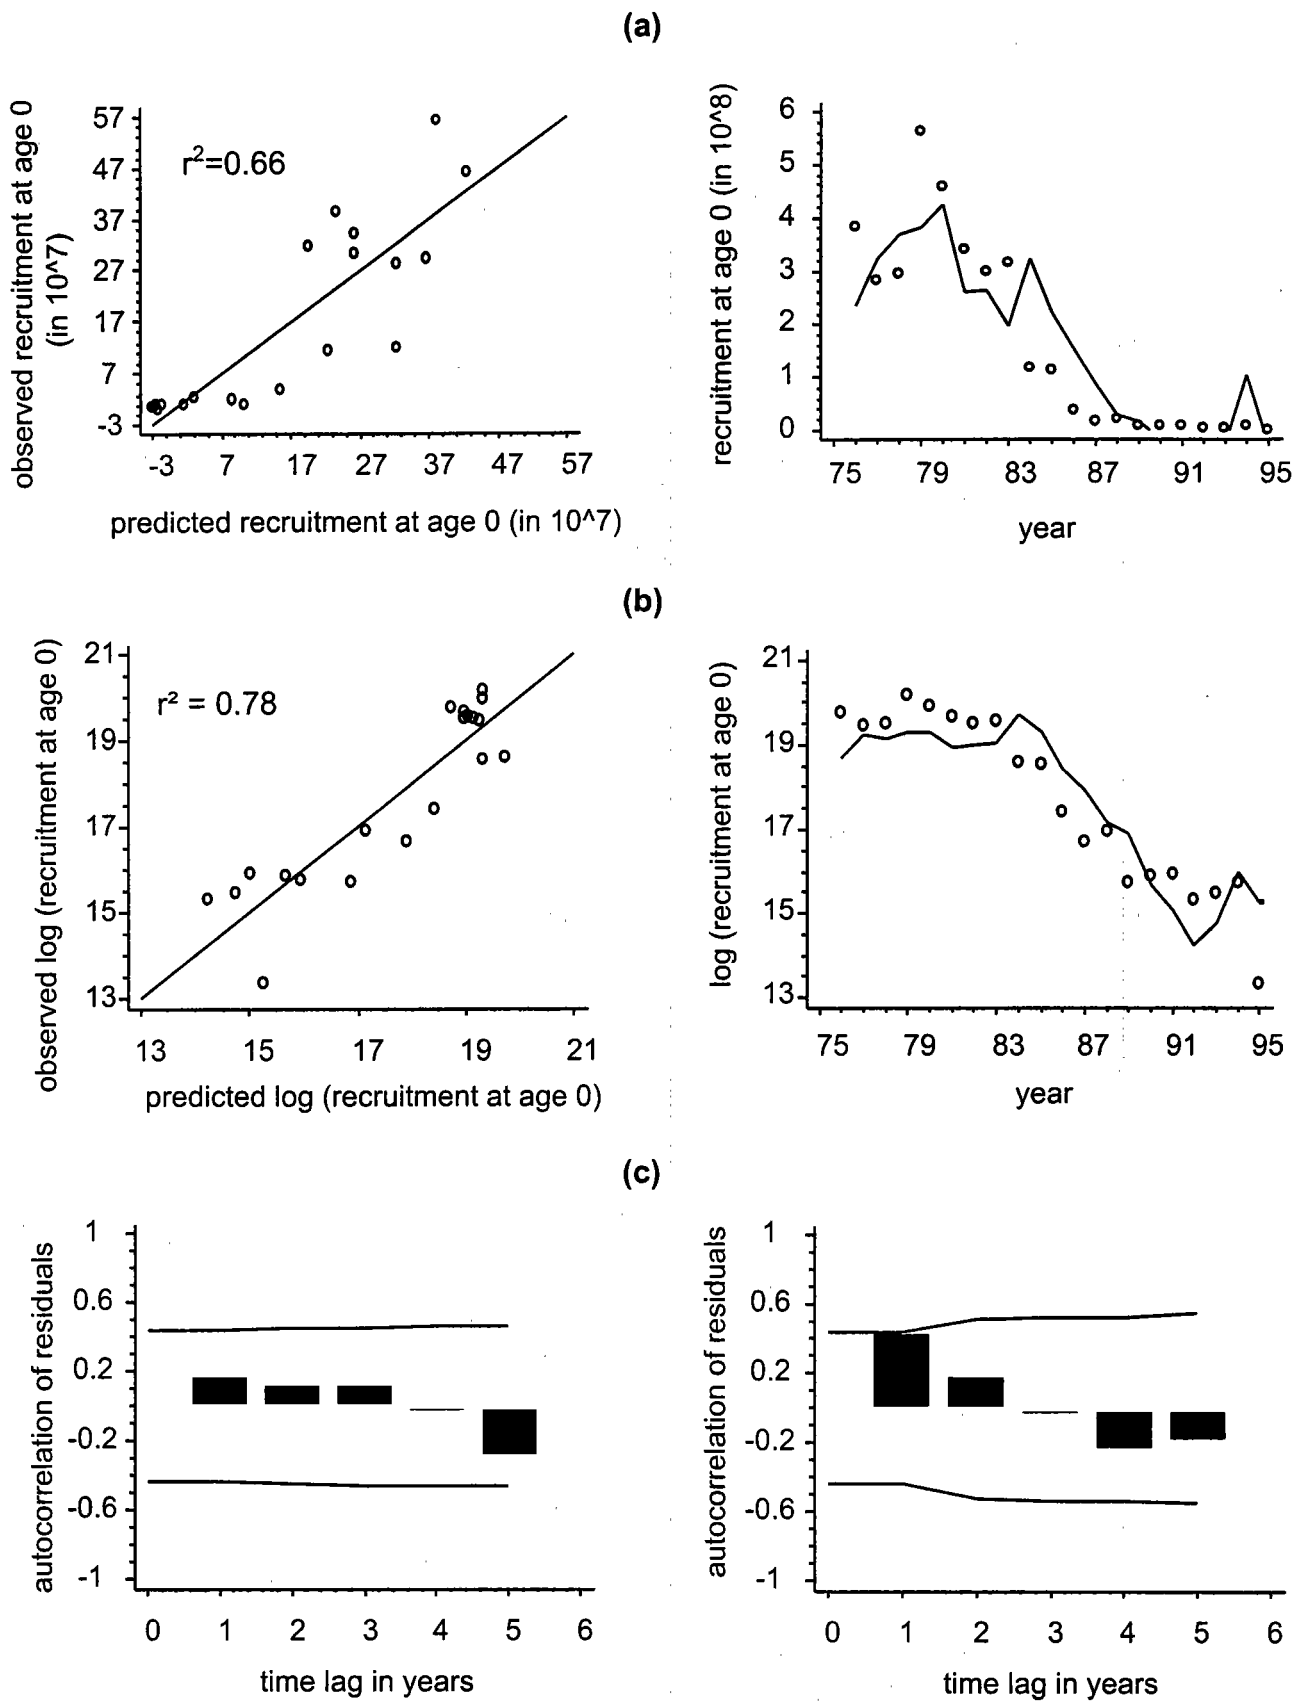 (a)
observed recruitment at age 0
(in 10^7)
57
47
37
27
17
7
-3
r²=0.66
-3 7 17 27 37 47 57
predicted recruitment at age 0 (in 10^7)
recruitment at age 0 (in 10^8)
6
5
4
3
2
1
0
75 79 83 87 91 95
year
(b)
observed log (recruitment at age 0)
21
19
17
15
13
r² = 0.78
13 15 17 19 21
predicted log (recruitment at age 0)
log (recruitment at age 0)
21
19
17
15
13
75 79 83 87 91 95
year
(c)
autocorrelation of residuals
1
0.6
0.2
-0.2
-0.6
-1
0 1 2 3 4 5 6
time lag in years
autocorrelation of residuals
1
0.6
0.2
-0.2
-0.6
-1
0 1 2 3 4 5 6
time lag in years